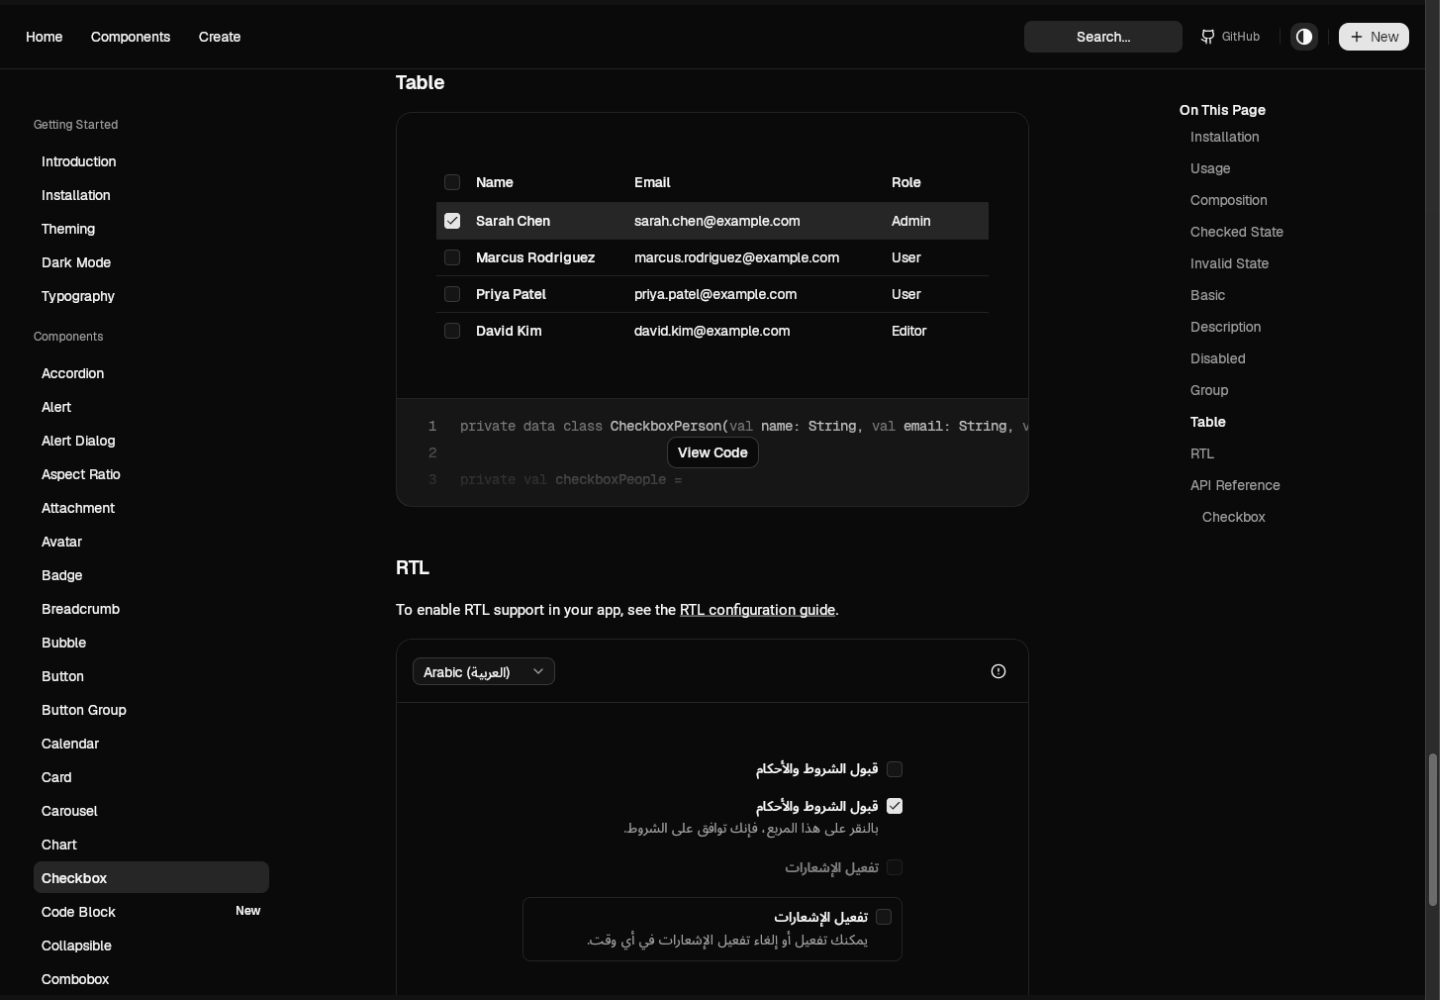 Home
Components
Create
Search...
GitHub
New
Getting Started
Introduction
Installation
Theming
Dark Mode
Typography
Components
Accordion
Alert
Alert Dialog
Aspect Ratio
Attachment
Avatar
Badge
Breadcrumb
Bubble
Button
Button Group
Calendar
Card
Carousel
Chart
Checkbox
Code Block New
Collapsible
Combobox
Table
Name Email Role
Sarah Chen sarah.chen@example.com Admin
Marcus Rodriguez marcus.rodriguez@example.com User
Priya Patel priya.patel@example.com User
David Kim david.kim@example.com Editor
1 private data class CheckboxPerson(val name: String, val email: String, v
2
View Code
3 private val checkboxPeople =
RTL
To enable RTL support in your app, see the RTL configuration guide.
Arabic (العربية)
قبول الشروط والأحكام
قبول الشروط والأحكام
بالنقر على هذا المربع، فإنك توافق على الشروط.
تفعيل الإشعارات
تفعيل الإشعارات
يمكنك تفعيل أو إلغاء تفعيل الإشعارات في أي وقت.
On This Page
Installation
Usage
Composition
Checked State
Invalid State
Basic
Description
Disabled
Group
Table
RTL
API Reference
Checkbox